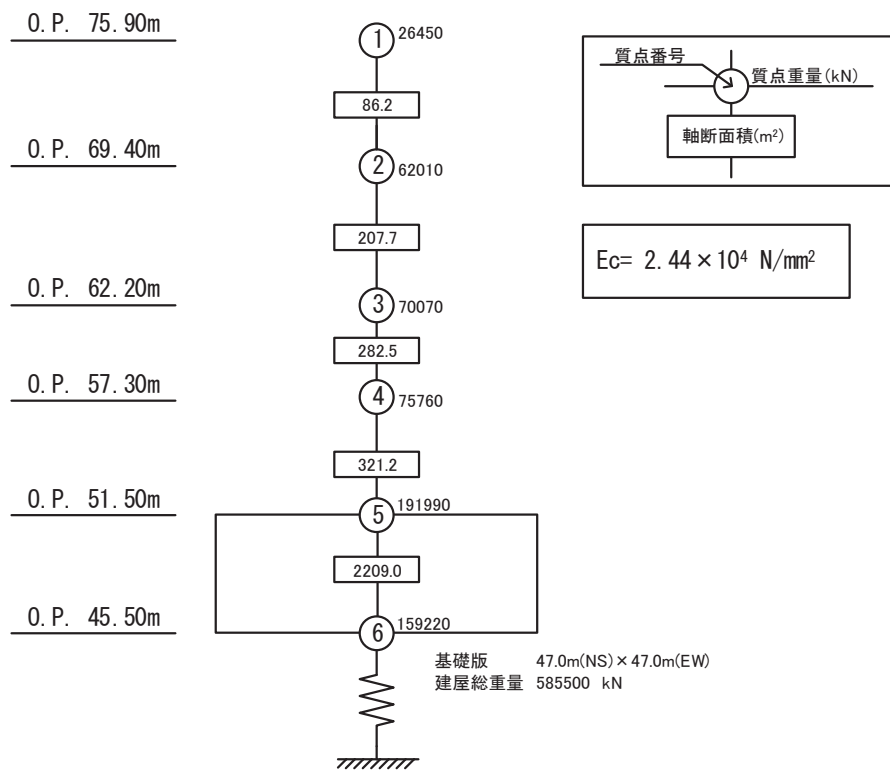 O.P. 75.90m
1
26450
86.2
O.P. 69.40m
2
62010
207.7
O.P. 62.20m
3
70070
282.5
O.P. 57.30m
4
75760
321.2
O.P. 51.50m
5
191990
2209.0
O.P. 45.50m
6
159220
基礎版 47.0m(NS)×47.0m(EW)
建屋総重量 585500 kN
質点番号
質点重量(kN)
軸断面積(m²)
Ec= 2.44×10⁴ N/mm²